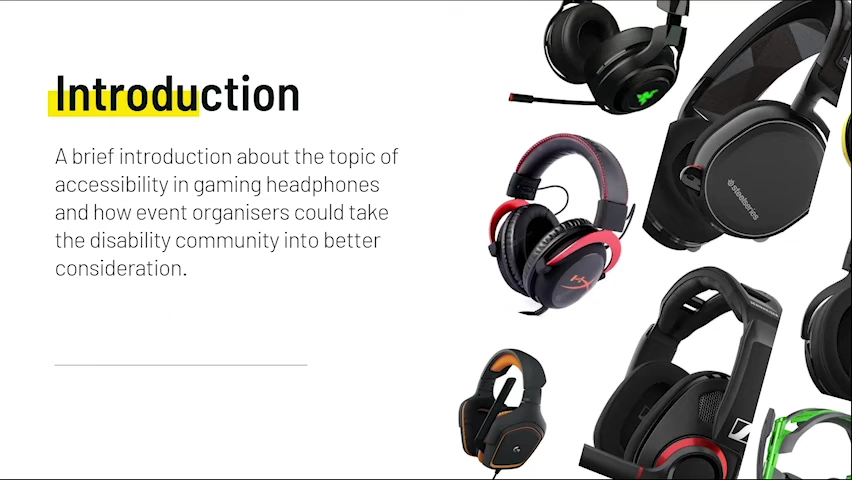 Introduction
A brief introduction about the topic of
accessibility in gaming headphones
and how event organisers could take
the disability community into better
consideration.
steelseries